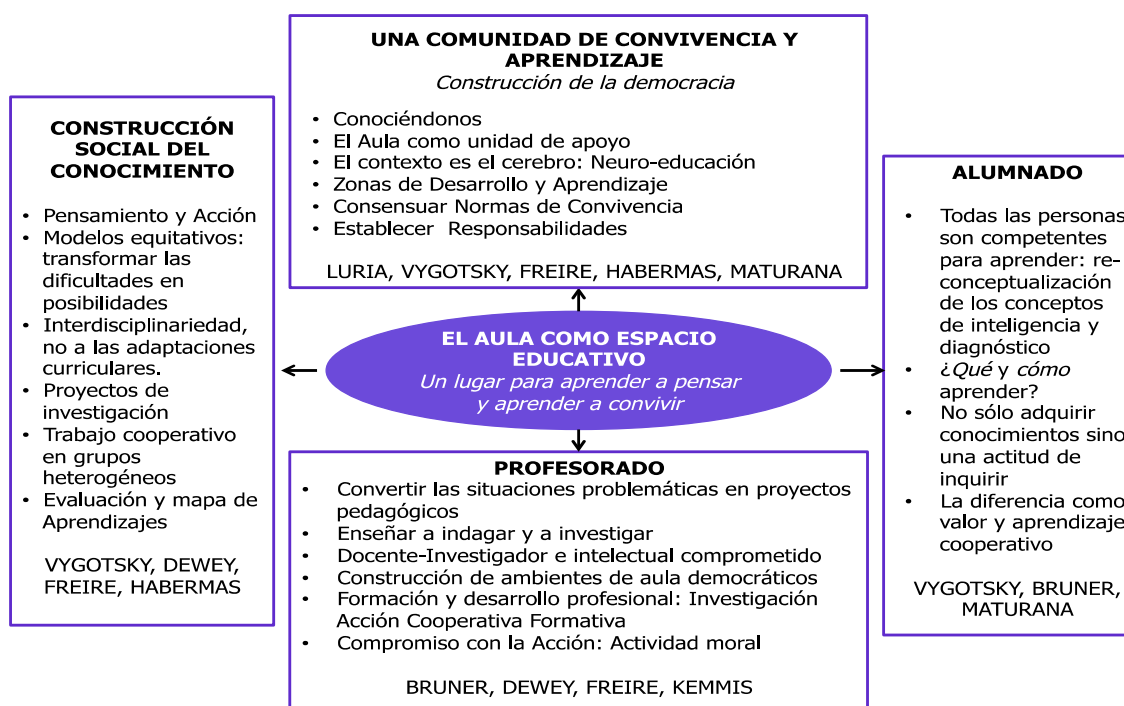 UNA COMUNIDAD DE CONVIVENCIA Y
APRENDIZAJE
Construcción de la democracia
• Conociéndonos
• El Aula como unidad de apoyo
• El contexto es el cerebro: Neuro-educación
• Zonas de Desarrollo y Aprendizaje
• Consensuar Normas de Convivencia
• Establecer Responsabilidades
LURIA, VYGOTSKY, FREIRE, HABERMAS, MATURANA
CONSTRUCCIÓN
SOCIAL DEL
CONOCIMIENTO
• Pensamiento y Acción
• Modelos equitativos:
transformar las
dificultades en
posibilidades
• Interdisciplinariedad,
no a las adaptaciones
curriculares.
• Proyectos de
investigación
• Trabajo cooperativo
en grupos
heterogéneos
• Evaluación y mapa de
Aprendizajes
VYGOTSKY, DEWEY,
FREIRE, HABERMAS
EL AULA COMO ESPACIO
EDUCATIVO
Un lugar para aprender a pensar
y aprender a convivir
ALUMNADO
• Todas las personas
son competentes
para aprender: re-
conceptualización
de los conceptos
de inteligencia y
diagnóstico
• ¿Qué y cómo
aprender?
• No sólo adquirir
conocimientos sino
una actitud de
inquirir
• La diferencia como
valor y aprendizaje
cooperativo
VYGOTSKY, BRUNER,
MATURANA
PROFESORADO
• Convertir las situaciones problemáticas en proyectos
pedagógicos
• Enseñar a indagar y a investigar
• Docente-Investigador e intelectual comprometido
• Construcción de ambientes de aula democráticos
• Formación y desarrollo profesional: Investigación
Acción Cooperativa Formativa
• Compromiso con la Acción: Actividad moral
BRUNER, DEWEY, FREIRE, KEMMIS